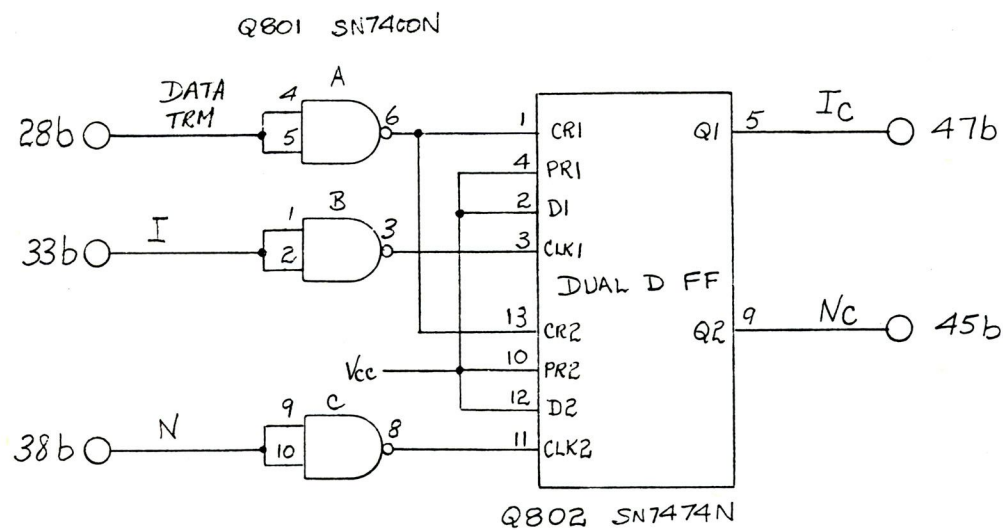 Q801 SN7400N
A
DATA
TRM
4
5
6
28b
1
CR1
Q1
5
IC
47b
4
PR1
B
2
D1
I
1
2
3
33b
3
CLK1
DUAL D FF
13
CR2
Q2
9
NC
45b
Vcc
10
PR2
12
D2
C
N
9
10
8
38b
11
CLK2
Q802 SN7474N